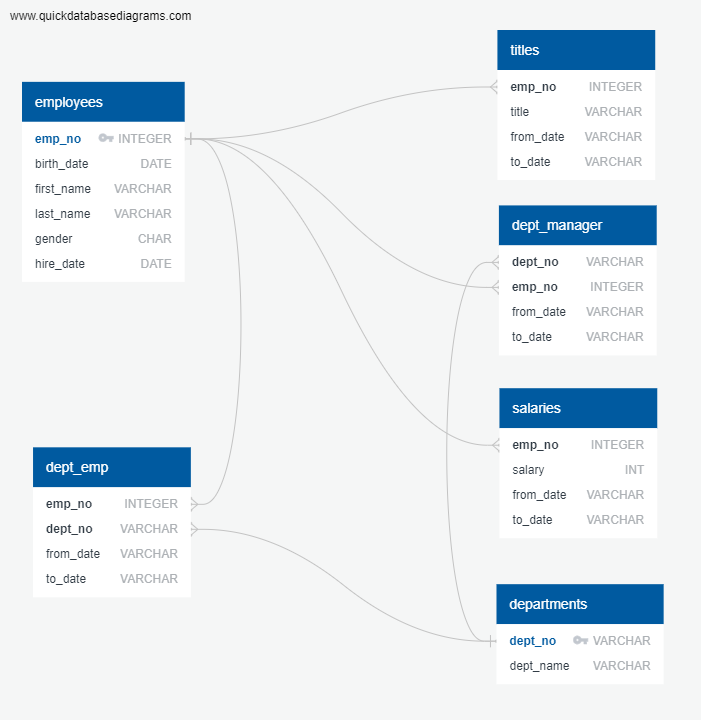 www.quickdatabasediagrams.com
employees
emp_no INTEGER
birth_date DATE
first_name VARCHAR
last_name VARCHAR
gender CHAR
hire_date DATE
dept_emp
emp_no INTEGER
dept_no VARCHAR
from_date VARCHAR
to_date VARCHAR
titles
emp_no INTEGER
title VARCHAR
from_date VARCHAR
to_date VARCHAR
dept_manager
dept_no VARCHAR
emp_no INTEGER
from_date VARCHAR
to_date VARCHAR
salaries
emp_no INTEGER
salary INT
from_date VARCHAR
to_date VARCHAR
departments
dept_no VARCHAR
dept_name VARCHAR